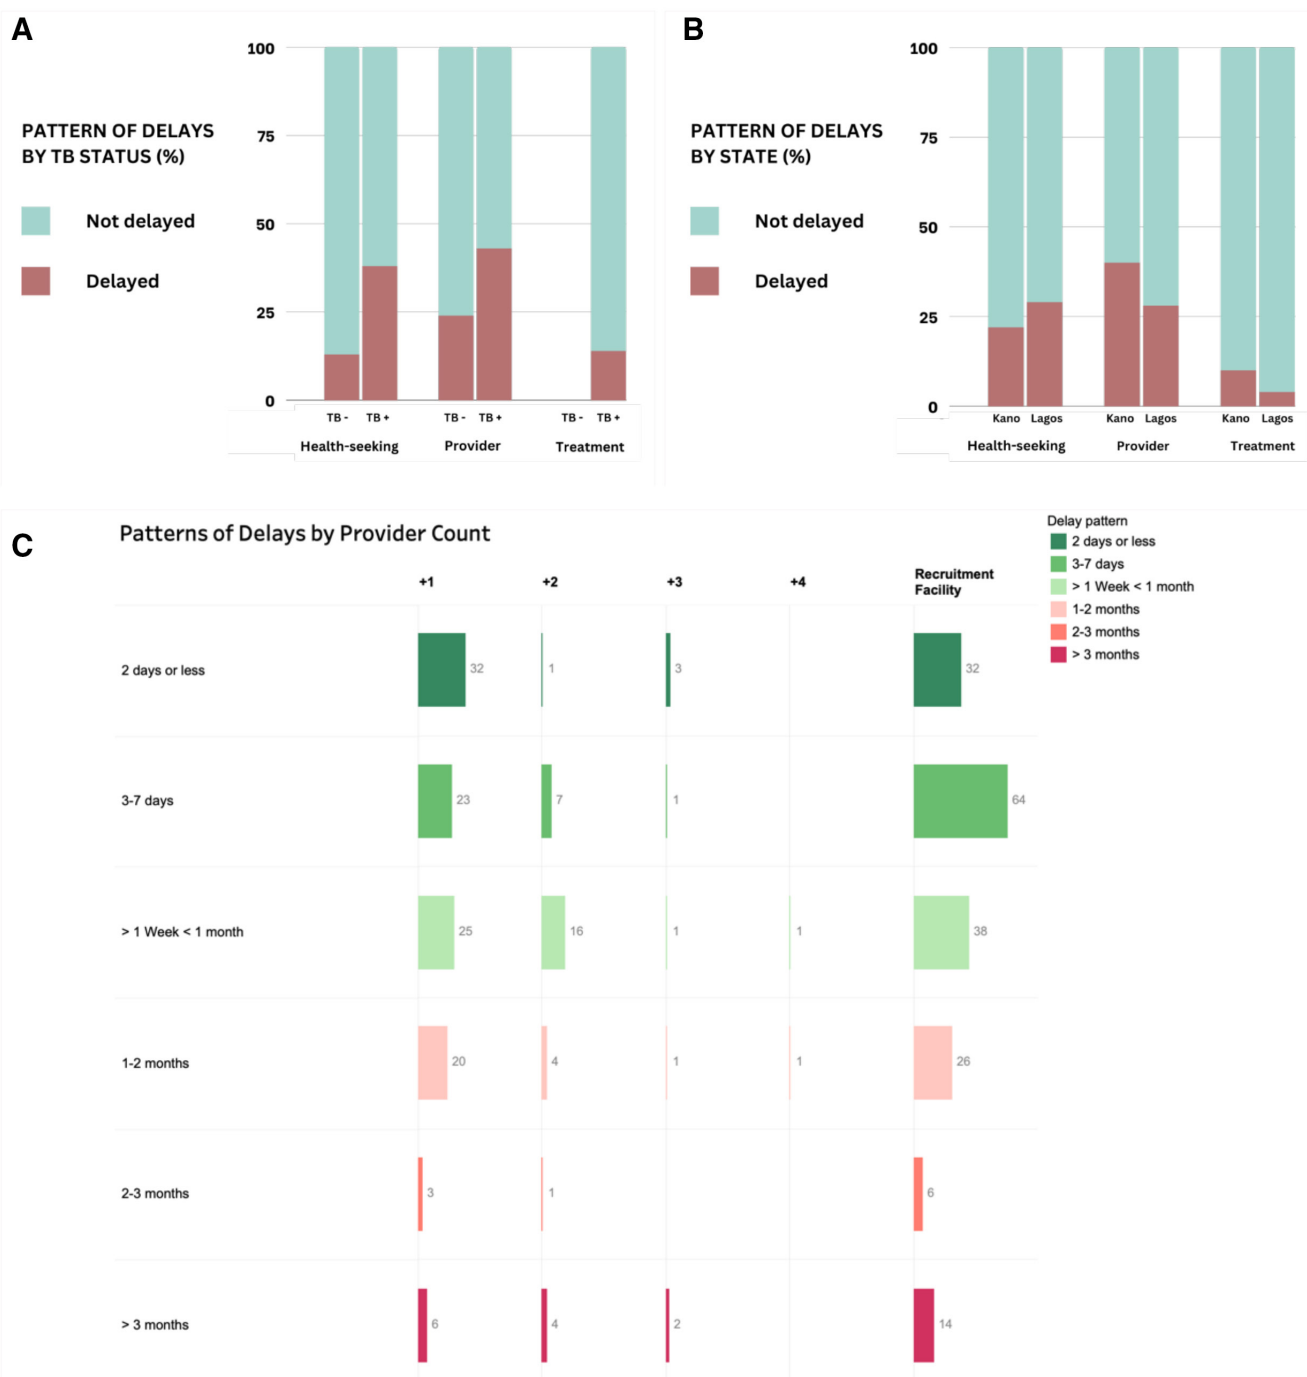 A
PATTERN OF DELAYS
BY TB STATUS (%)
Not delayed
Delayed
100
75
50
25
0
TB - TB + TB - TB + TB - TB +
Health-seeking Provider Treatment
B
PATTERN OF DELAYS
BY STATE (%)
Not delayed
Delayed
100
75
50
25
0
Kano Lagos Kano Lagos Kano Lagos
Health-seeking Provider Treatment
C
Patterns of Delays by Provider Count
+1 +2 +3 +4 Recruitment
Facility
2 days or less 32 1 3 32
3-7 days 23 7 1 64
> 1 Week < 1 month 25 16 1 1 38
1-2 months 20 4 1 1 26
2-3 months 3 1 6
> 3 months 6 4 2 14
Delay pattern
2 days or less
3-7 days
> 1 Week < 1 month
1-2 months
2-3 months
> 3 months